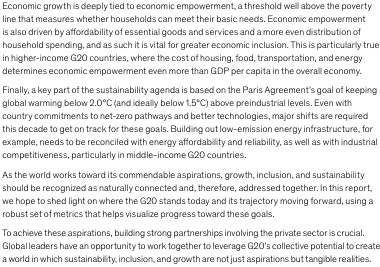 Economic growth is deeply tied to economic empowerment, a threshold well above the poverty
line that measures whether households can meet their basic needs. Economic empowerment
is also driven by affordability of essential goods and services and a more even distribution of
household spending, and as such it is vital for greater economic inclusion. This is particularly true
in higher-income G20 countries, where the cost of housing, food, transportation, and energy
determines economic empowerment even more than GDP per capita in the overall economy.
Finally, a key part of the sustainability agenda is based on the Paris Agreement's goal of keeping
global warming below 2.0°C (and ideally below 1.5°C) above preindustrial levels. Even with
country commitments to net-zero pathways and better technologies, major shifts are required
this decade to get on track for these goals. Building out low-emission energy infrastructure, for
example, needs to be reconciled with energy affordability and reliability, as well as with industrial
competitiveness, particularly in middle-income G20 countries.
As the world works toward its commendable aspirations, growth, inclusion, and sustainability
should be recognized as naturally connected and, therefore, addressed together. In this report,
we hope to shed light on where the G20 stands today and its trajectory moving forward, using a
robust set of metrics that helps visualize progress toward these goals.
To achieve these aspirations, building strong partnerships involving the private sector is crucial.
Global leaders have an opportunity to work together to leverage G20's collective potential to create
a world in which sustainability, inclusion, and growth are not just aspirations but tangible realities.